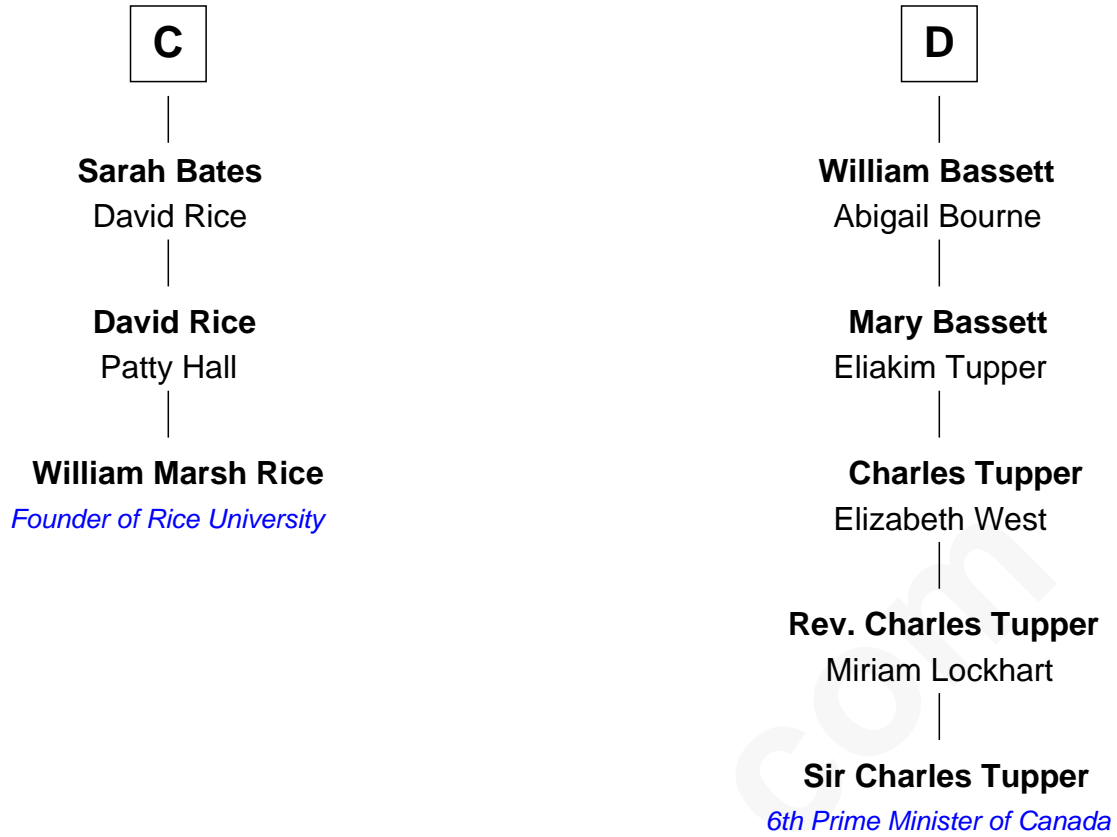 C
Sarah Bates
David Rice
David Rice
Patty Hall
William Marsh Rice
Founder of Rice University
D
William Bassett
Abigail Bourne
Mary Bassett
Eliakim Tupper
Charles Tupper
Elizabeth West
Rev. Charles Tupper
Miriam Lockhart
Sir Charles Tupper
6th Prime Minister of Canada
com